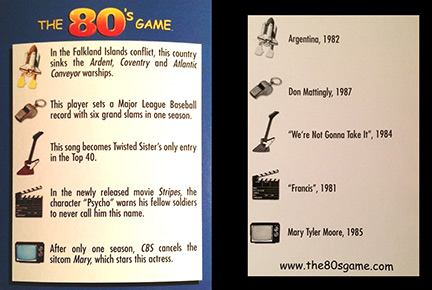 THE 80's GAME™
In the Falkland Islands conflict, this country
sinks the Ardent, Coventry and Atlantic
Conveyor warships.
This player sets a Major League Baseball
record with six grand slams in one season.
This song becomes Twisted Sister's only entry
in the Top 40.
In the newly released movie Stripes, the
character "Psycho" warns his fellow soldiers
to never call him this name.
After only one season, CBS cancels the
sitcom Mary, which stars this actress.
Argentina, 1982
Don Mattingly, 1987
"We're Not Gonna Take It", 1984
"Francis", 1981
Mary Tyler Moore, 1985
www.the80sgame.com